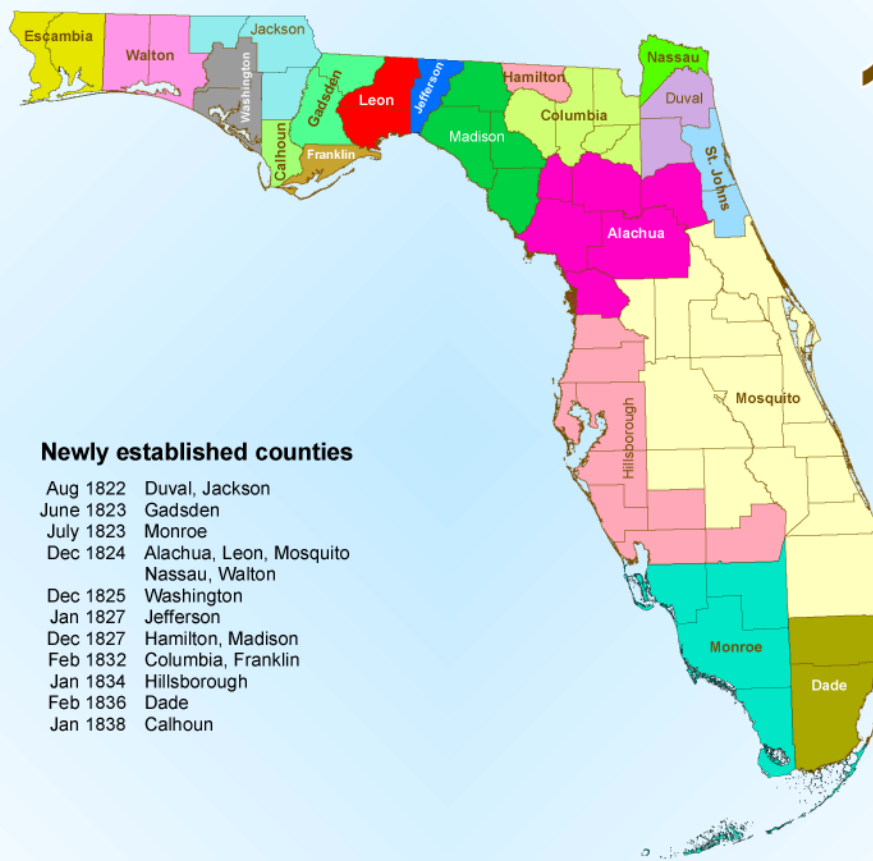 Escambia
Walton
Jackson
Washington
Calhoun
Gadsden
Franklin
Leon
Jefferson
Madison
Hamilton
Columbia
Nassau
Duval
St. Johns
Alachua
Mosquito
Hillsborough
Monroe
Dade
Newly established counties
Aug 1822 Duval, Jackson
June 1823 Gadsden
July 1823 Monroe
Dec 1824 Alachua, Leon, Mosquito
Nassau, Walton
Dec 1825 Washington
Jan 1827 Jefferson
Dec 1827 Hamilton, Madison
Feb 1832 Columbia, Franklin
Jan 1834 Hillsborough
Feb 1836 Dade
Jan 1838 Calhoun